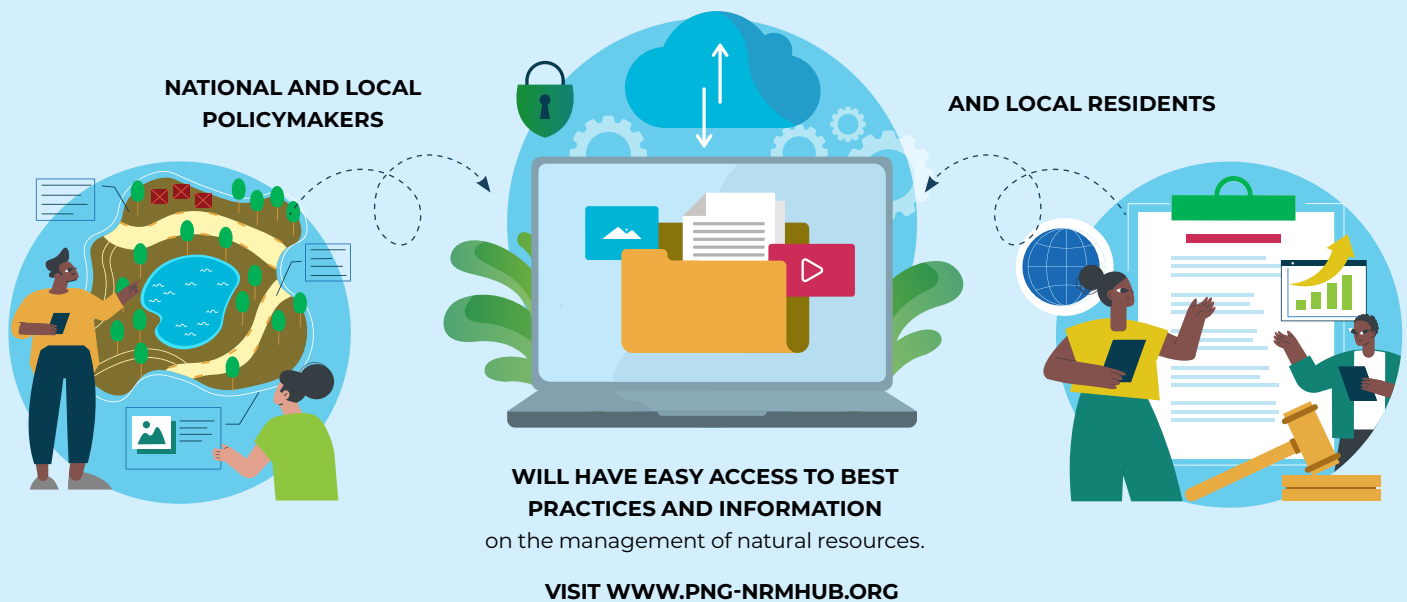 NATIONAL AND LOCAL
POLICYMAKERS
AND LOCAL RESIDENTS
WILL HAVE EASY ACCESS TO BEST
PRACTICES AND INFORMATION
on the management of natural resources.
VISIT WWW.PNG-NRMHUB.ORG